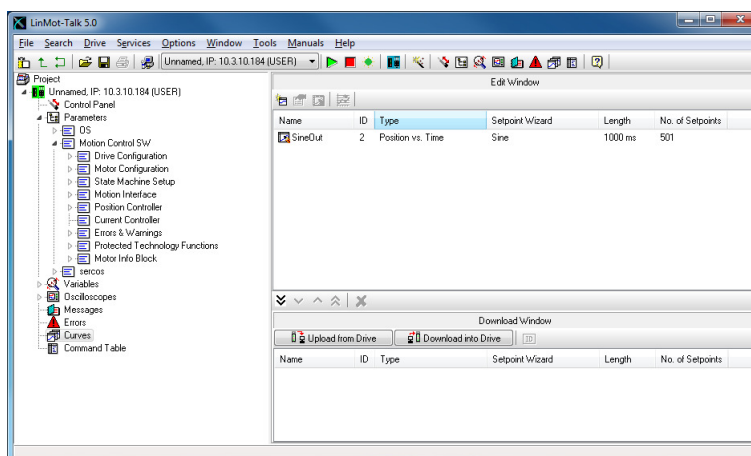 LinMot-Talk 5.0
File Search Drive Services Options Window Tools Manuals Help
Unnamed, IP: 10.3.10.184 (USER)
Project
Unnamed, IP: 10.3.10.184 (USER)
Control Panel
Parameters
OS
Motion Control SW
Drive Configuration
Motor Configuration
State Machine Setup
Motion Interface
Position Controller
Current Controller
Errors & Warnings
Protected Technology Functions
Motor Info Block
sercos
Variables
Oscilloscopes
Messages
Errors
Curves
Command Table
Edit Window
Name ID Type Setpoint Wizard Length No. of Setpoints
SineOut 2 Position vs. Time Sine 1000 ms 501
Download Window
Upload from Drive Download into Drive ID
Name ID Type Setpoint Wizard Length No. of Setpoints